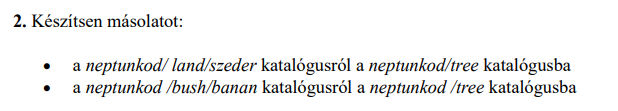 2. Készítsen másolatot:
• a neptunkod/ land/szeder katalógusról a neptunkod/tree katalógusba
• a neptunkod /bush/banan katalógusról a neptunkod /tree katalógusba